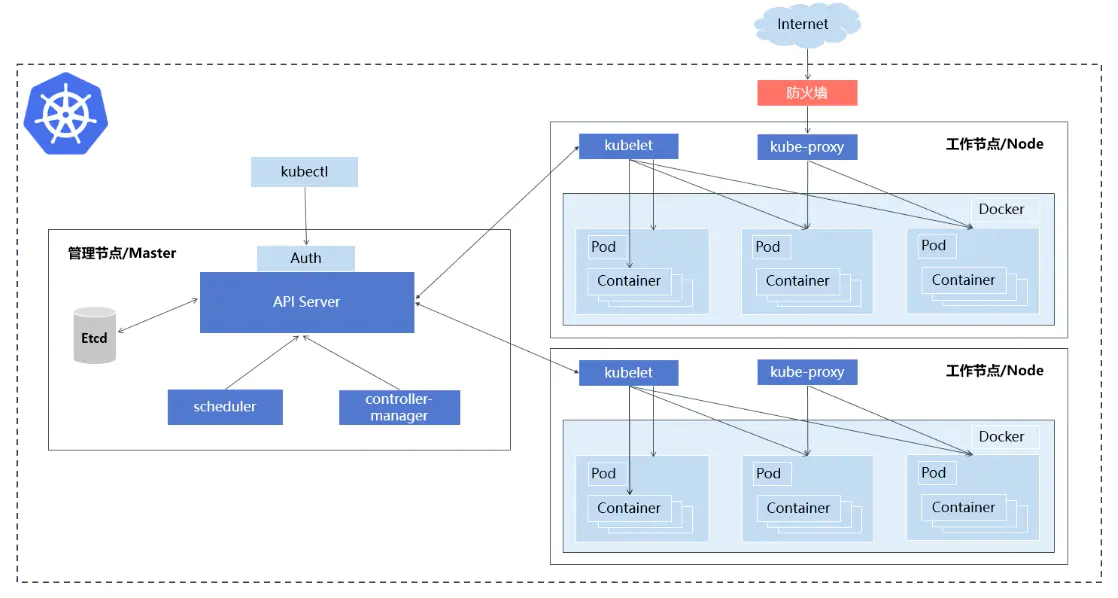 Internet
防火墙
kubectl
管理节点/Master
Auth
API Server
Etcd
scheduler
controller-
manager
kubelet
kube-proxy
工作节点/Node
Docker
Pod
Container
Pod
Container
Pod
Container
kubelet
kube-proxy
工作节点/Node
Docker
Pod
Container
Pod
Container
Pod
Container